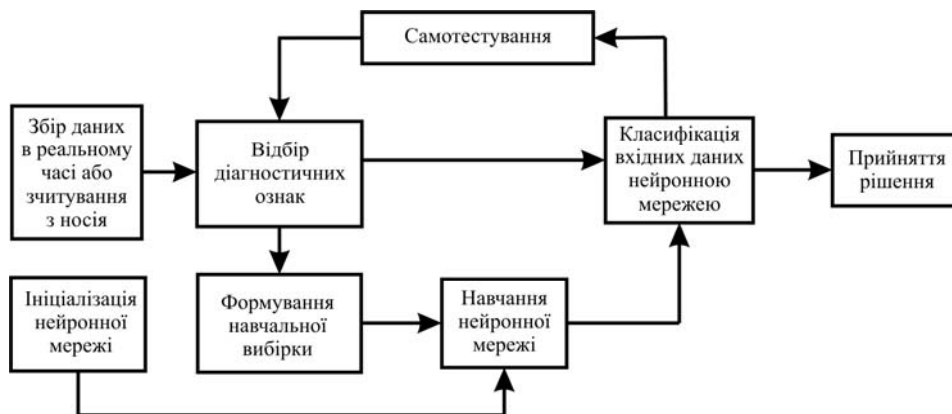 Самотестування
Збір даних
в реальному
часі або
зчитування
з носія
Відбір
діагностичних
ознак
Класифікація
вхідних даних
нейронною
мережею
Прийняття
рішення
Ініціалізація
нейронної
мережі
Формування
навчальної
вибірки
Навчання
нейронної
мережі